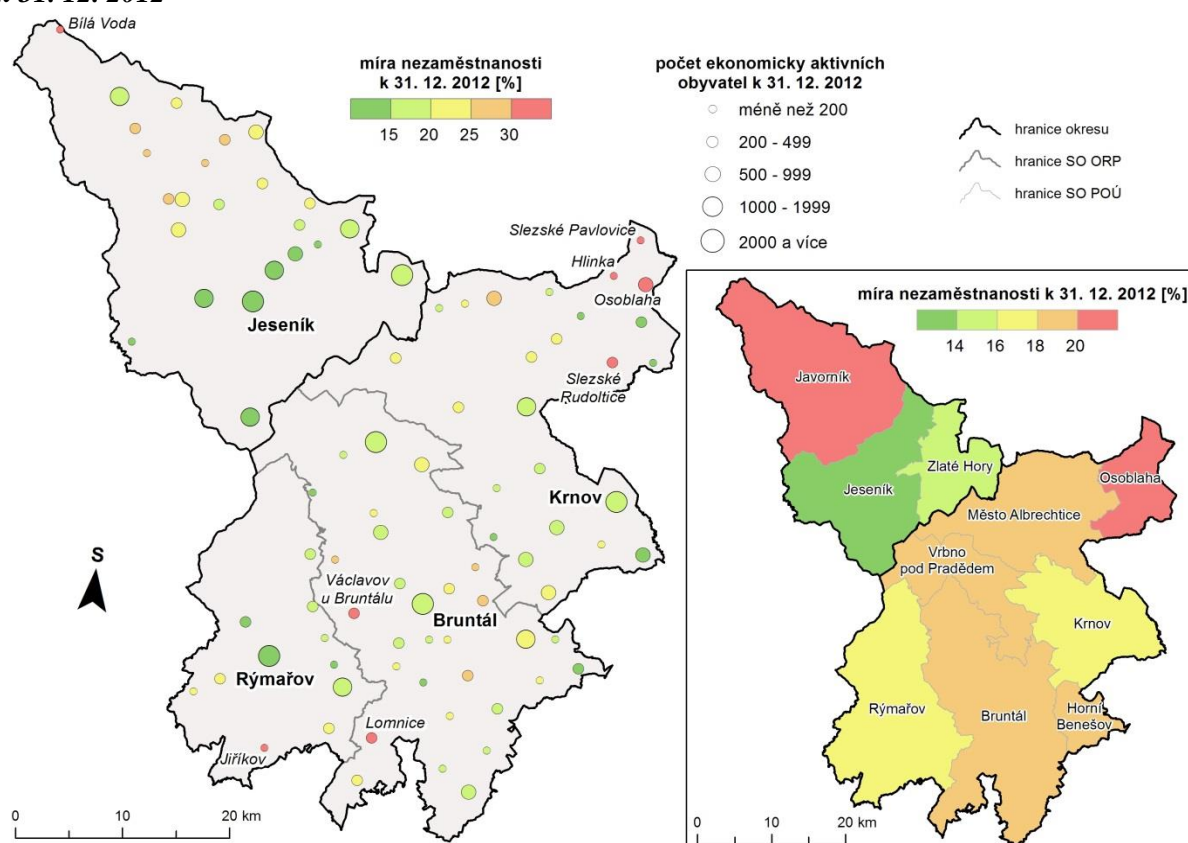 31. 12. 2012
Bílá Voda
míra nezaměstnanosti
k 31. 12. 2012 [%]
15 20 25 30
počet ekonomicky aktivních
obyvatel k 31. 12. 2012
méně než 200
200 - 499
500 - 999
1000 - 1999
2000 a více
hranice okresu
hranice SO ORP
hranice SO POÚ
Slezské Pavlovice
Hlinka
Osoblaha
Jeseník
Slezské
Rudoltice
Krnov
S
Václavov
u Bruntálu
Bruntál
Rýmařov
Lomnice
Jiříkov
0 10 20 km
míra nezaměstnanosti k 31. 12. 2012 [%]
14 16 18 20
Javorník
Zlaté Hory
Jeseník
Osoblaha
Město Albrechtice
Vrbno
pod Pradědem
Krnov
Rýmařov
Bruntál
Horní
Benešov
0 10 20 km